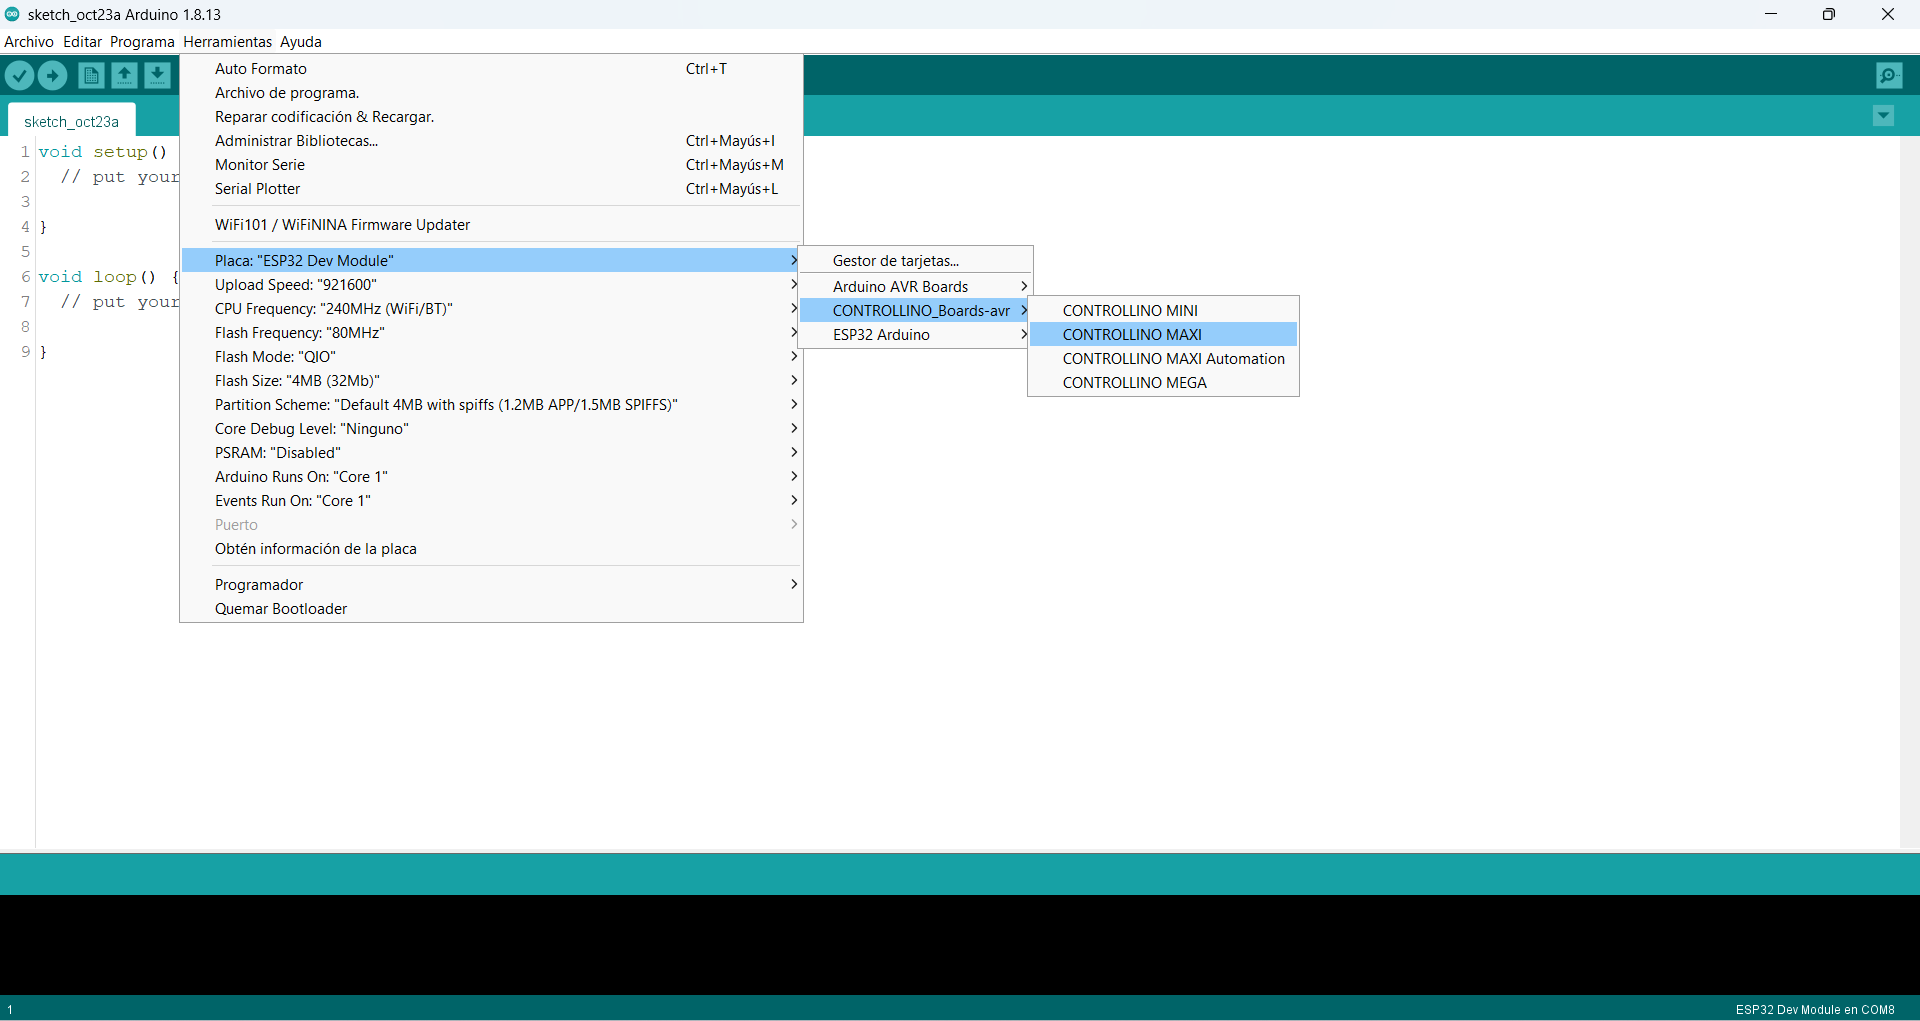 sketch_oct23a Arduino 1.8.13
Archivo Editar Programa Herramientas Ayuda
Auto Formato Ctrl+T
Archivo de programa.
Reparar codificación & Recargar.
Administrar Bibliotecas... Ctrl+Mayús+I
Monitor Serie Ctrl+Mayús+M
Serial Plotter Ctrl+Mayús+L
WiFi101 / WiFiNINA Firmware Updater
Placa: "ESP32 Dev Module"
Upload Speed: "921600"
CPU Frequency: "240MHz (WiFi/BT)"
Flash Frequency: "80MHz"
Flash Mode: "QIO"
Flash Size: "4MB (32Mb)"
Partition Scheme: "Default 4MB with spiffs (1.2MB APP/1.5MB SPIFFS)"
Core Debug Level: "Ninguno"
PSRAM: "Disabled"
Arduino Runs On: "Core 1"
Events Run On: "Core 1"
Puerto
Obtén información de la placa
Programador
Quemar Bootloader
Gestor de tarjetas...
Arduino AVR Boards
CONTROLLINO_Boards-avr
ESP32 Arduino
CONTROLLINO MINI
CONTROLLINO MAXI
CONTROLLINO MAXI Automation
CONTROLLINO MEGA
sketch_oct23a
1 void setup()
2 // put your
3
4 }
5
6 void loop() {
7 // put your
8
9 }
1
ESP32 Dev Module en COM8